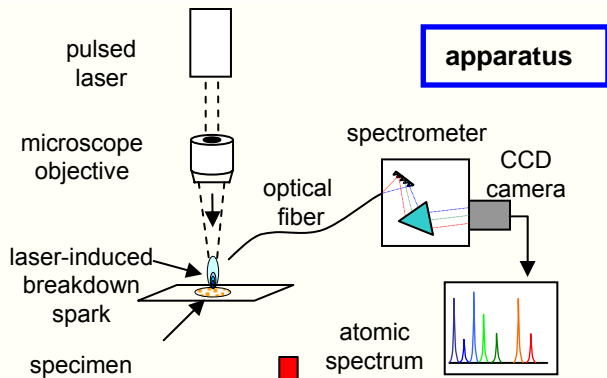 pulsed
laser
apparatus
microscope
objective
spectrometer
CCD
camera
optical
fiber
laser-induced
breakdown
spark
specimen
atomic
spectrum